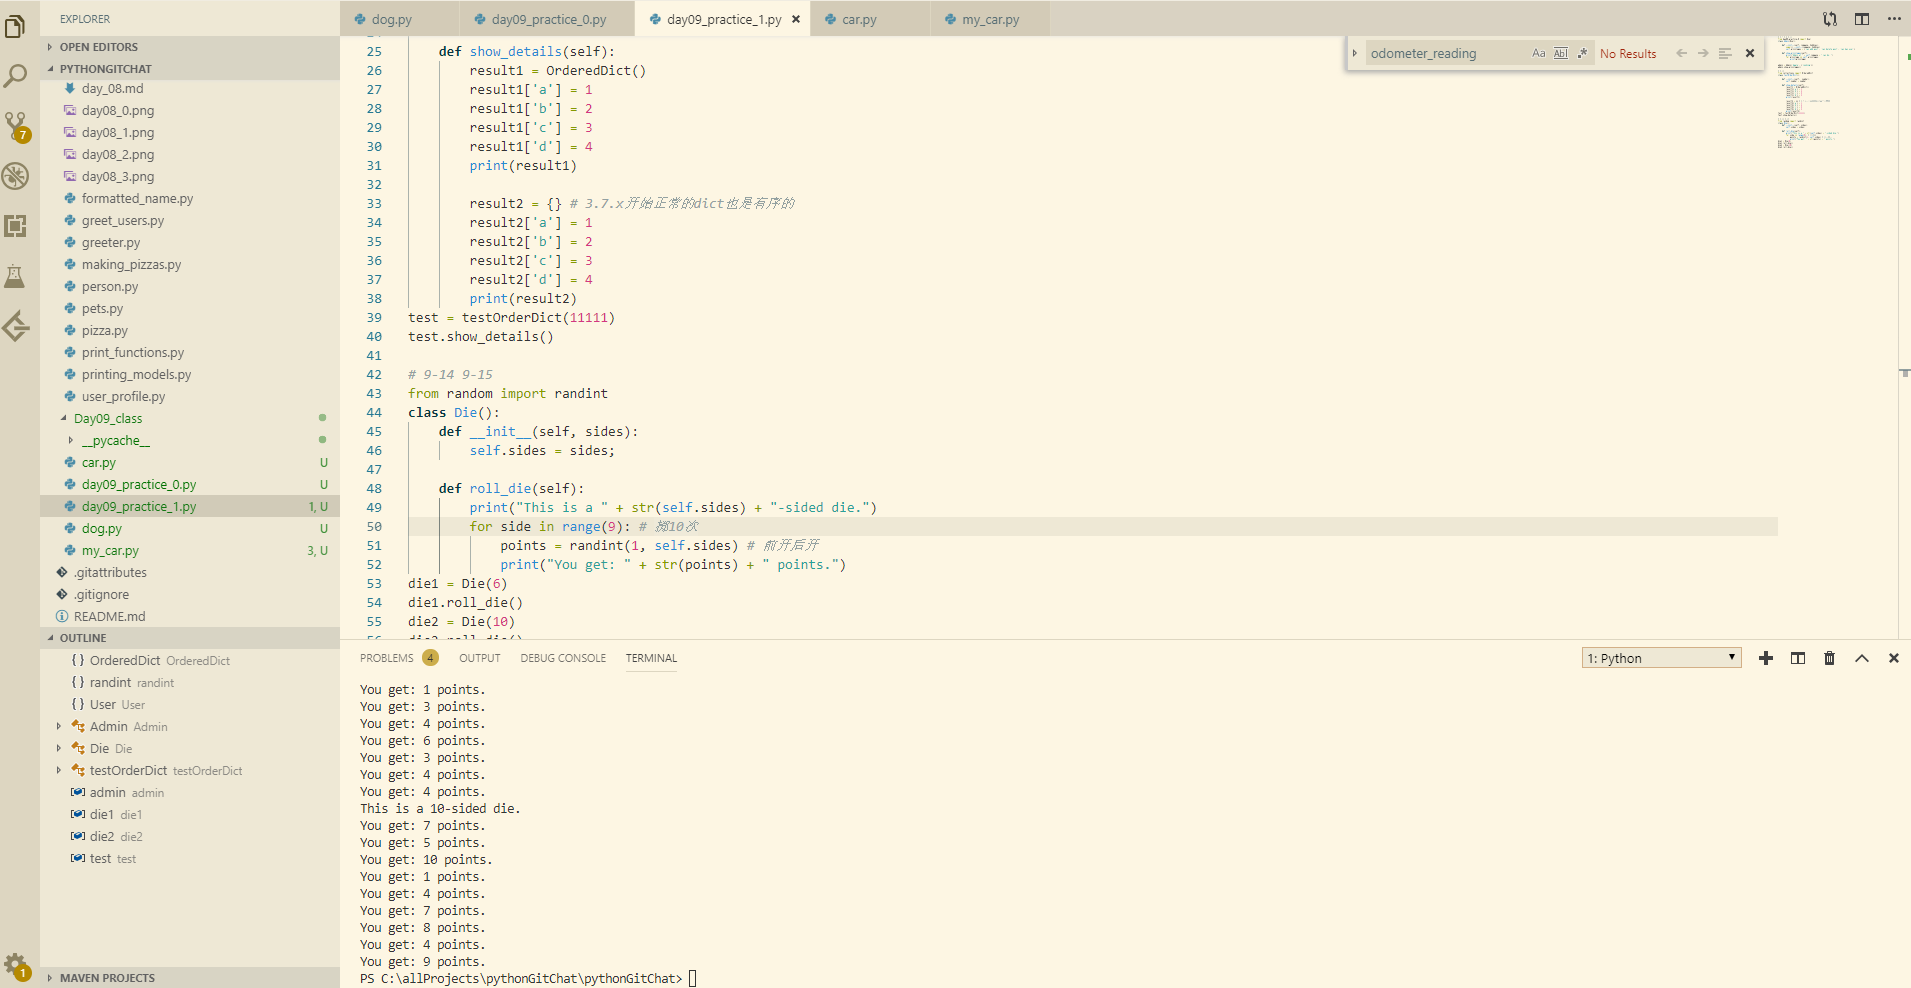 EXPLORER
OPEN EDITORS
PYTHONGITCHAT
day_08.md
day08_0.png
day08_1.png
day08_2.png
day08_3.png
formatted_name.py
greet_users.py
greeter.py
making_pizzas.py
person.py
pets.py
pizza.py
print_functions.py
printing_models.py
user_profile.py
Day09_class
__pycache__
car.py U
day09_practice_0.py U
day09_practice_1.py 1, U
dog.py U
my_car.py 3, U
.gitattributes
.gitignore
README.md
OUTLINE
{ } OrderedDict OrderedDict
{ } randint randint
{ } User User
Admin Admin
Die Die
testOrderDict testOrderDict
admin admin
die1 die1
die2 die2
test test
MAVEN PROJECTS
7
1
dog.py day09_practice_0.py day09_practice_1.py car.py my_car.py
odometer_reading Aa Abl .* No Results
25 def show_details(self):
26 result1 = OrderedDict()
27 result1['a'] = 1
28 result1['b'] = 2
29 result1['c'] = 3
30 result1['d'] = 4
31 print(result1)
32
33 result2 = {} # 3.7.x开始正常的dict也是有序的
34 result2['a'] = 1
35 result2['b'] = 2
36 result2['c'] = 3
37 result2['d'] = 4
38 print(result2)
39 test = testOrderDict(11111)
40 test.show_details()
41
42 # 9-14 9-15
43 from random import randint
44 class Die():
45 def __init__(self, sides):
46 self.sides = sides;
47
48 def roll_die(self):
49 print("This is a " + str(self.sides) + "-sided die.")
50 for side in range(9): # 掷10次
51 points = randint(1, self.sides) # 前开后开
52 print("You get: " + str(points) + " points.")
53 die1 = Die(6)
54 die1.roll_die()
55 die2 = Die(10)
PROBLEMS 4 OUTPUT DEBUG CONSOLE TERMINAL 1: Python
You get: 1 points.
You get: 3 points.
You get: 4 points.
You get: 6 points.
You get: 3 points.
You get: 4 points.
You get: 4 points.
This is a 10-sided die.
You get: 7 points.
You get: 5 points.
You get: 10 points.
You get: 1 points.
You get: 4 points.
You get: 7 points.
You get: 8 points.
You get: 4 points.
You get: 9 points.
PS C:\allProjects\pythonGitChat\pythonGitChat>